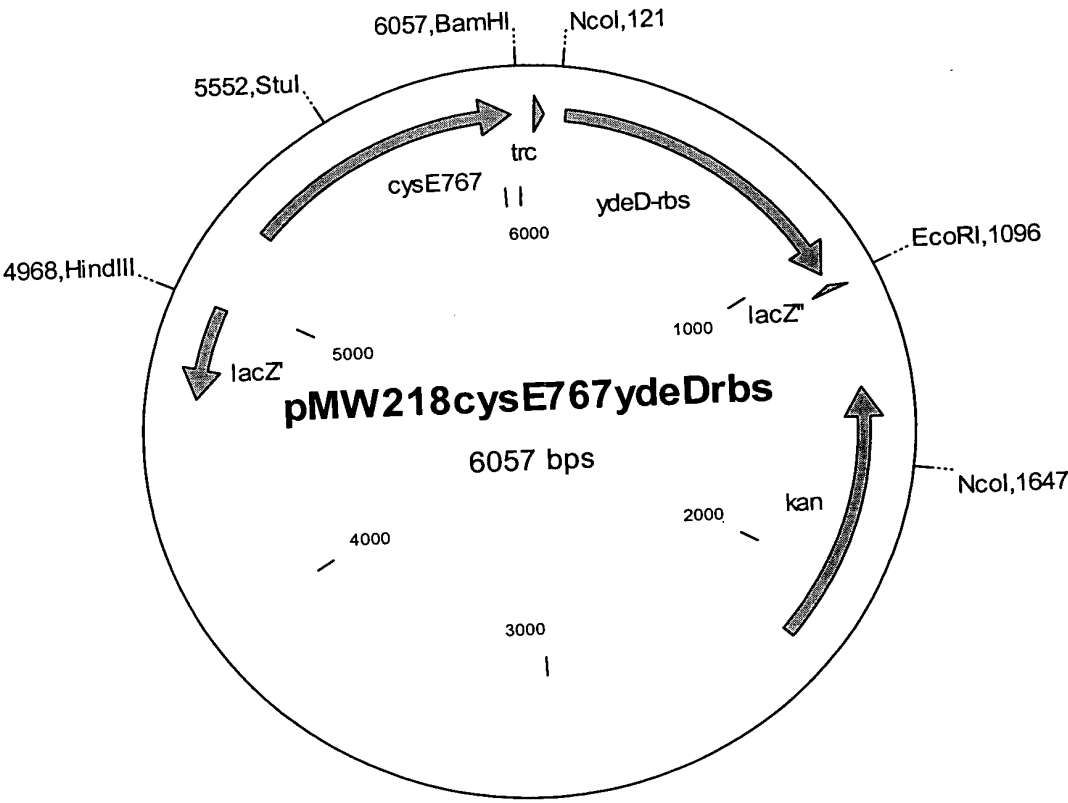 6057,BamHI
NcoI,121
5552,StuI
trc
cysE767
ydeD-rbs
6000
EcoRI,1096
4968,HindIII
1000
lacZ"
5000
lacZ'
pMW218cysE767ydeDrbs
6057 bps
NcoI,1647
kan
2000
4000
3000